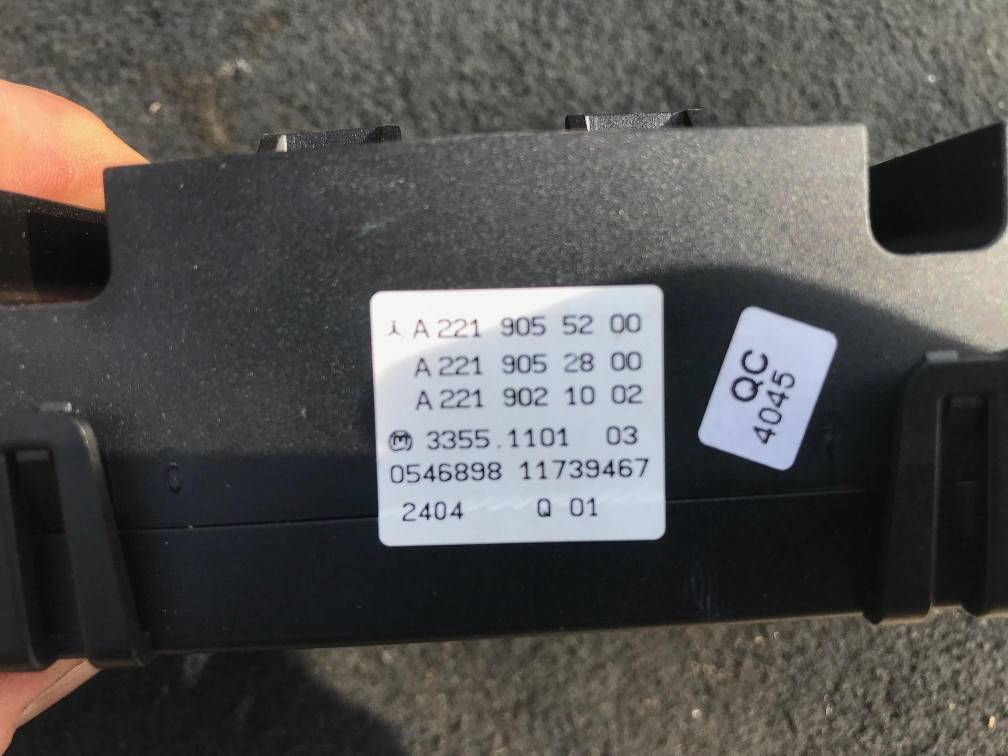 A 221 905 52 00
A 221 905 28 00
A 221 902 10 02
3355.1101 03
0546898 11739467
2404 Q 01
QC
4045